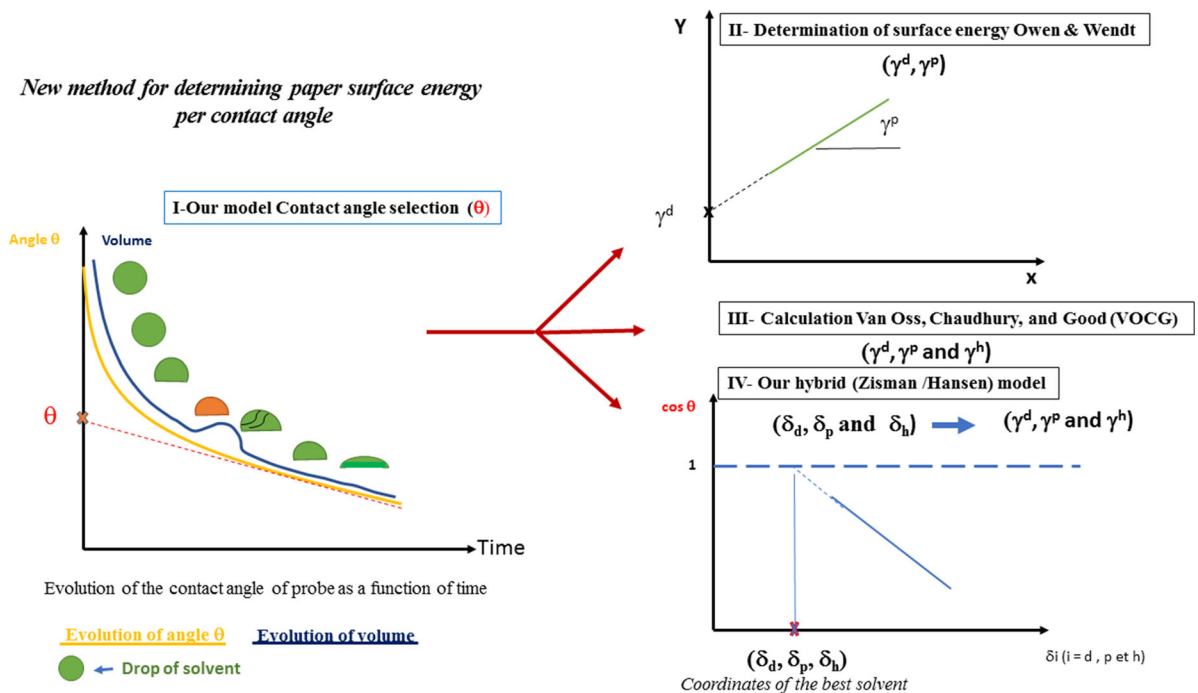 New method for determining paper surface energy
per contact angle
I-Our model Contact angle selection (θ)
Angle θ
Volume
θ
Time
Evolution of the contact angle of probe as a function of time
Evolution of angle θ
Evolution of volume
Drop of solvent
Y
II- Determination of surface energy Owen & Wendt
(γᵈ, γᵖ)
γᵖ
γᵈ
X
III- Calculation Van Oss, Chaudhury, and Good (VOCG)
(γᵈ, γᵖ and γʰ)
IV- Our hybrid (Zisman /Hansen) model
cos θ
(δd, δp and δh)
(γᵈ, γᵖ and γʰ)
1
(δd, δp, δh)
δi (i = d , p et h)
Coordinates of the best solvent